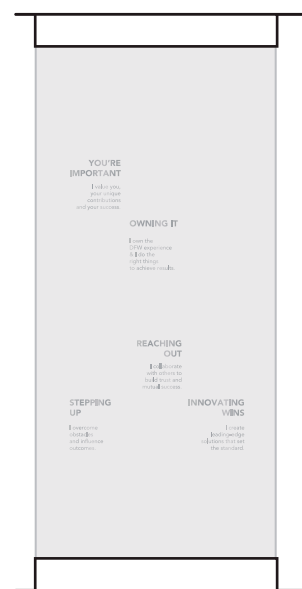 YOU'RE
IMPORTANT
I value you,
your unique
contributions
and your success.
OWNING IT
I own the
DFW experience
& I do the
right things
to achieve results.
REACHING
OUT
I collaborate
with others to
build trust and
mutual success.
STEPPING
UP
I overcome
obstacles
and influence
outcomes.
INNOVATING
WINS
I create
leading-edge
solutions that set
the standard.